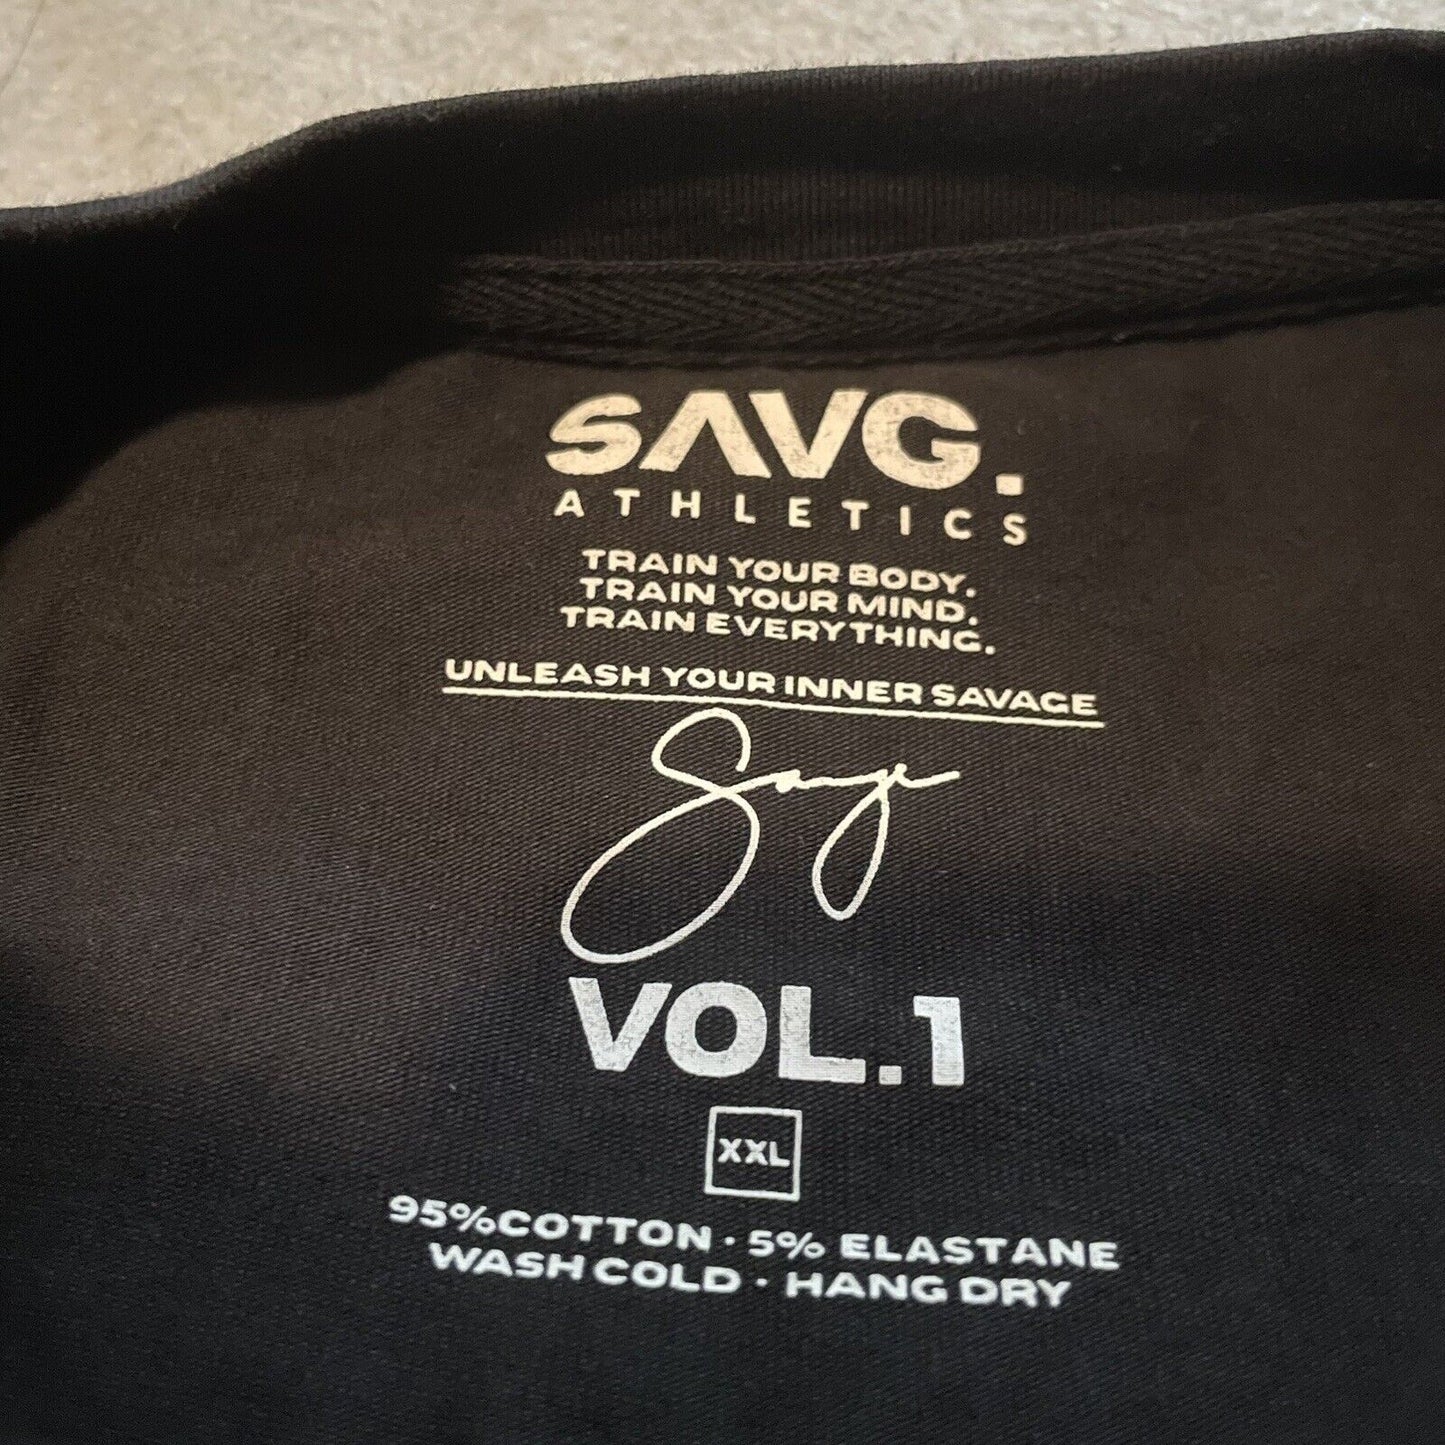 SAVG.
ATHLETICS
TRAIN YOUR BODY.
TRAIN YOUR MIND.
TRAIN EVERYTHING.
UNLEASH YOUR INNER SAVAGE
Savage
VOL.1
XXL
95%COTTON · 5% ELASTANE
WASH COLD · HANG DRY